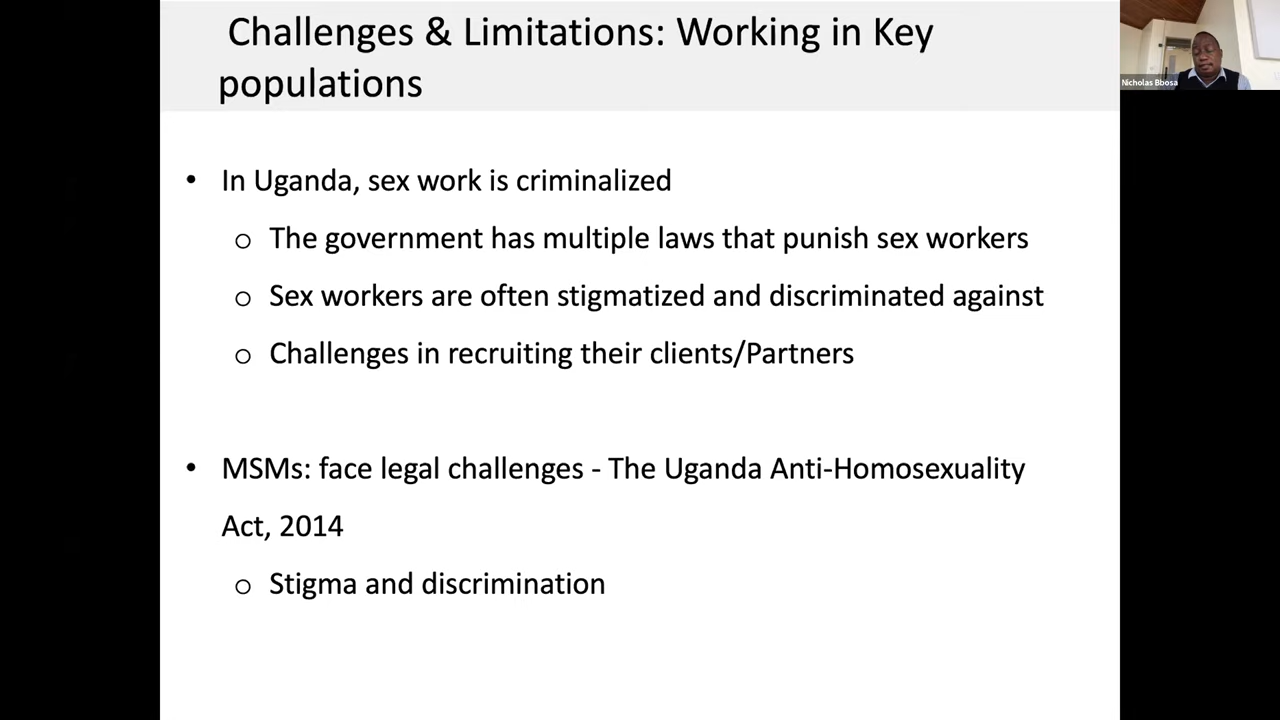 Challenges & Limitations: Working in Key
populations
Nicholas Bbosa
• In Uganda, sex work is criminalized
o The government has multiple laws that punish sex workers
o Sex workers are often stigmatized and discriminated against
o Challenges in recruiting their clients/Partners
• MSMs: face legal challenges - The Uganda Anti-Homosexuality
Act, 2014
o Stigma and discrimination